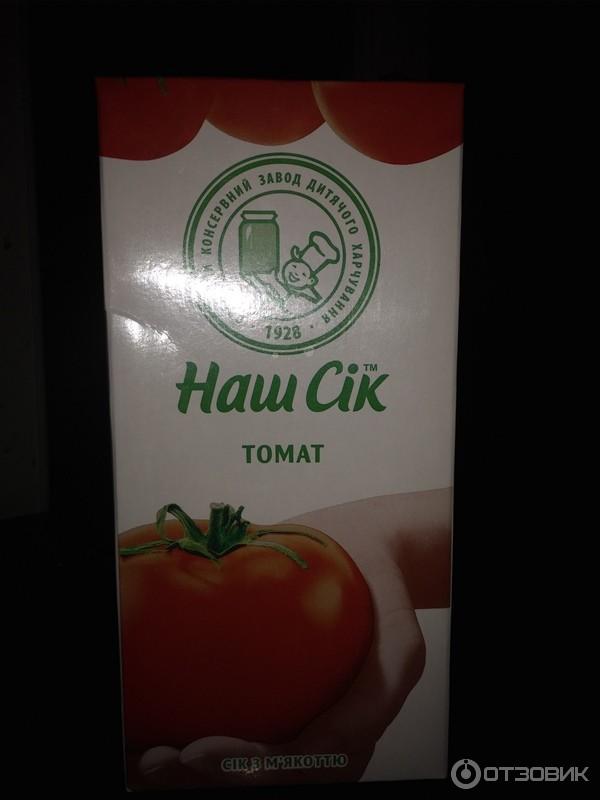 КОНСЕРВНИЙ ЗАВОД ДИТЯЧОГО ХАРЧУВАННЯ
• 1928 •
Наш Сік™
ТОМАТ
СІК З М'ЯКОТТЮ
ОТЗОВИК